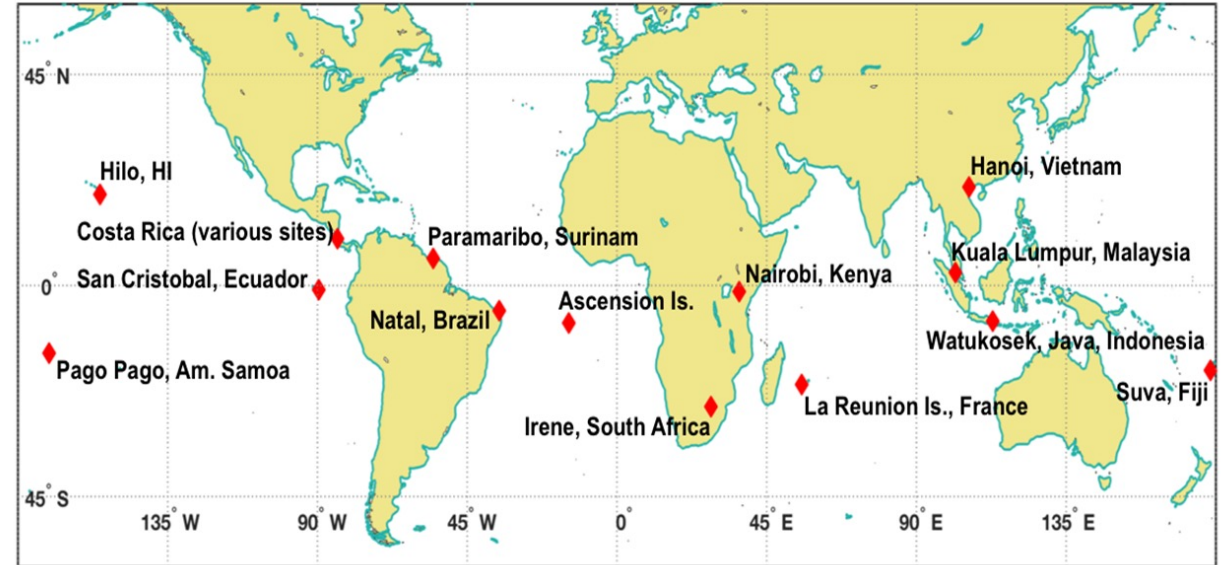 45° N
Hilo, HI
Hanoi, Vietnam
Costa Rica (various sites)
Paramaribo, Surinam
Kuala Lumpur, Malaysia
0°
San Cristobal, Ecuador
Nairobi, Kenya
Ascension Is.
Natal, Brazil
Watukosek, Java, Indonesia
Pago Pago, Am. Samoa
Suva, Fiji
La Reunion Is., France
Irene, South Africa
45° S
135° W
90° W
45° W
0°
45° E
90° E
135° E